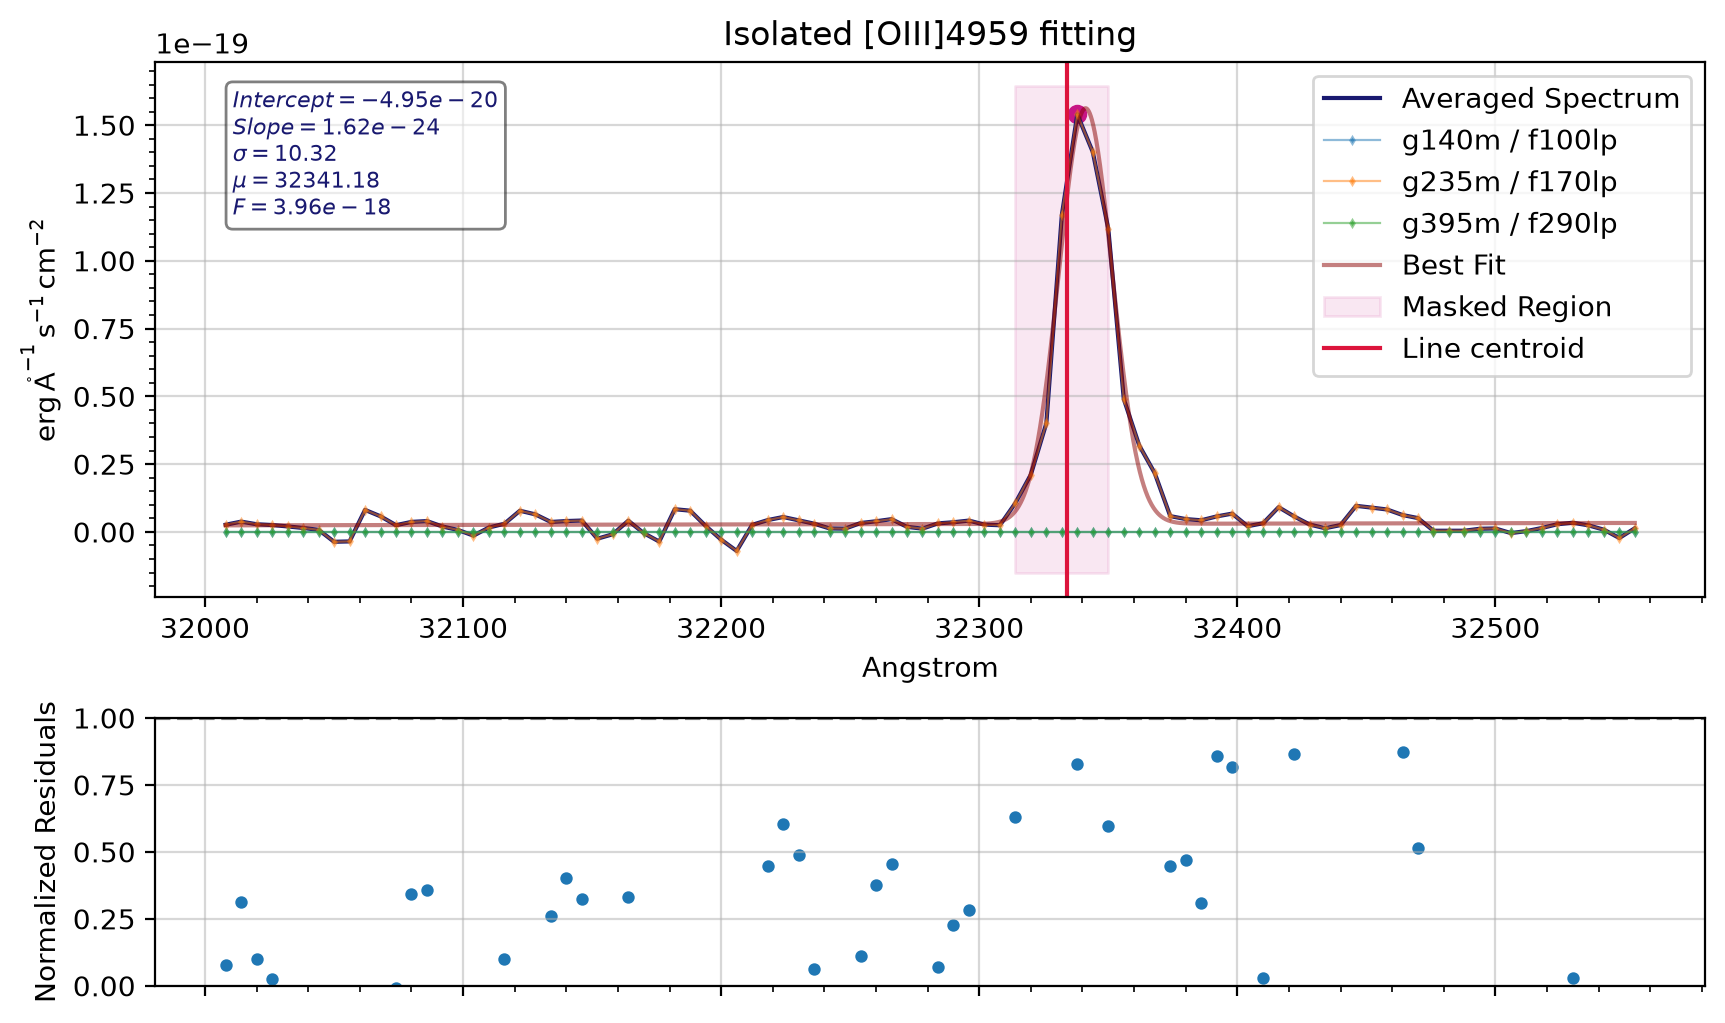 Isolated [OIII]4959 fitting
1e−19
Intercept = −4.95e − 20
Slope = 1.62e − 24
σ = 10.32
μ = 32341.18
F = 3.96e − 18
Averaged Spectrum
g140m / f100lp
g235m / f170lp
g395m / f290lp
Best Fit
Masked Region
Line centroid
erg Å⁻¹ s⁻¹ cm⁻²
1.50
1.25
1.00
0.75
0.50
0.25
0.00
32000 32100 32200 32300 32400 32500
Angstrom
Normalized Residuals
1.00
0.75
0.50
0.25
0.00